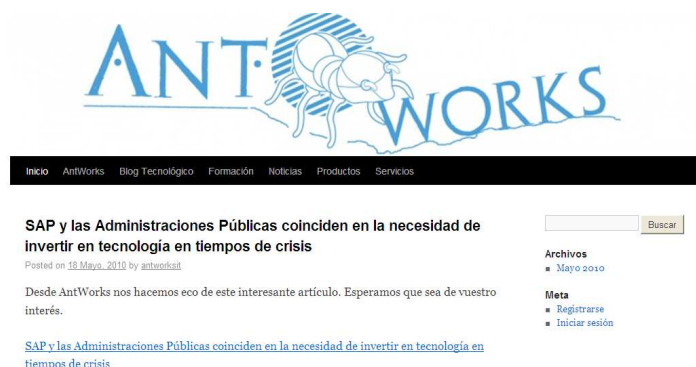 ANT WORKS
Inicio AntWorks Blog Tecnológico Formación Noticias Productos Servicios
SAP y las Administraciones Públicas coinciden en la necesidad de
invertir en tecnología en tiempos de crisis
Posted on 18 Mayo, 2010 by antworksit
Desde AntWorks nos hacemos eco de este interesante artículo. Esperamos que sea de vuestro
interés.
SAP y las Administraciones Públicas coinciden en la necesidad de invertir en tecnología en
tiempos de crisis
Buscar
Archivos
Mayo 2010
Meta
Registrarse
Iniciar sesión